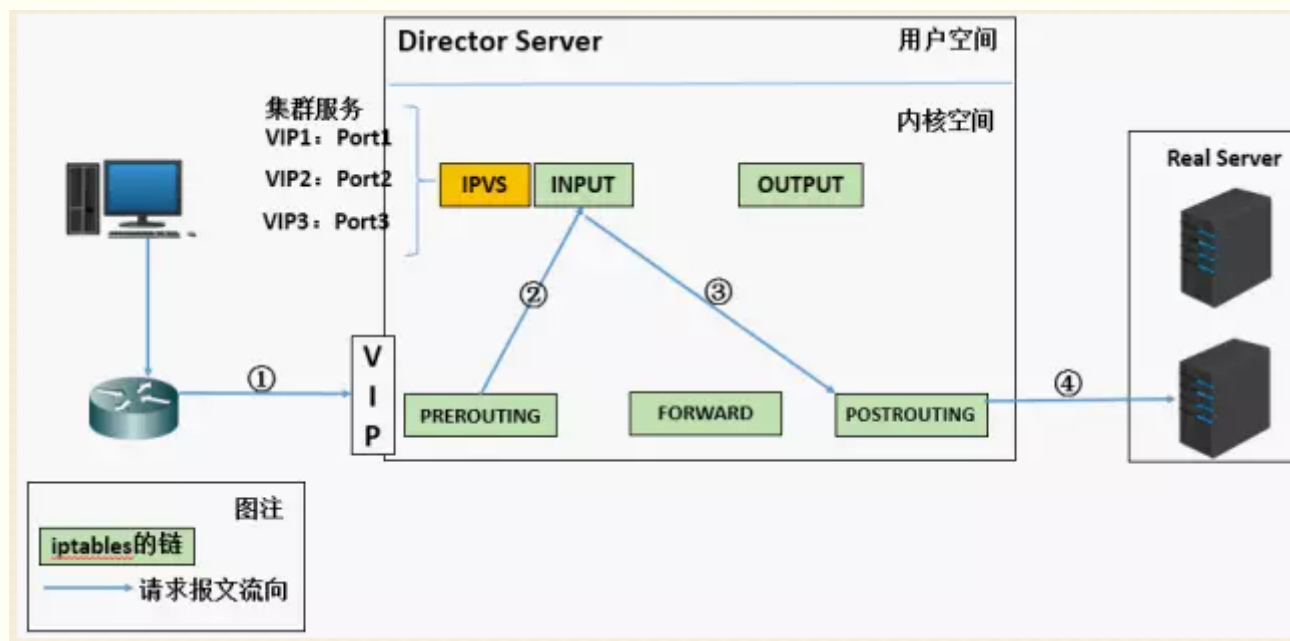 Director Server
用户空间
集群服务
VIP1：Port1
VIP2：Port2
VIP3：Port3
内核空间
IPVS
INPUT
OUTPUT
Real Server
②
③
①
V
I
P
PREROUTING
FORWARD
POSTROUTING
④
图注
iptables的链
请求报文流向